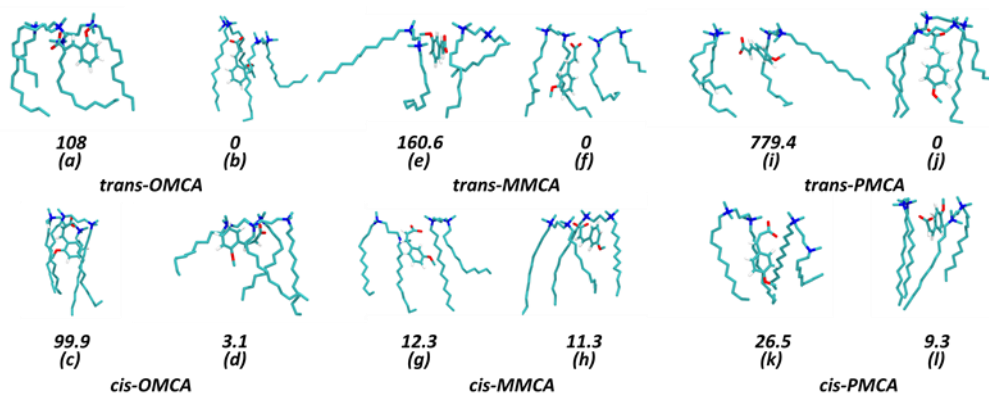 108 0 160.6 0 779.4 0
(a) (b) (e) (f) (i) (j)
trans-OMCA trans-MMCA trans-PMCA
99.9 3.1 12.3 11.3 26.5 9.3
(c) (d) (g) (h) (k) (l)
cis-OMCA cis-MMCA cis-PMCA